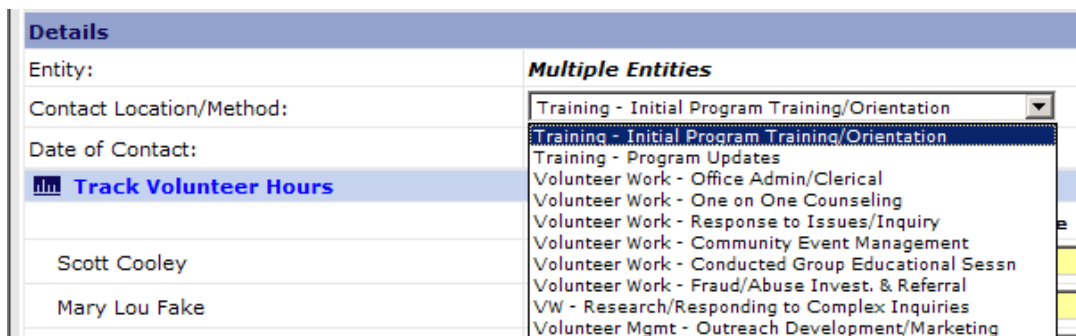 Details
Entity: Multiple Entities
Contact Location/Method: Training - Initial Program Training/Orientation
Training - Initial Program Training/Orientation
Date of Contact:
Training - Program Updates
Volunteer Work - Office Admin/Clerical
Track Volunteer Hours
Volunteer Work - One on One Counseling
Volunteer Work - Response to Issues/Inquiry
Volunteer Work - Community Event Management
Scott Cooley
Volunteer Work - Conducted Group Educational Sessn
Volunteer Work - Fraud/Abuse Invest. & Referral
Mary Lou Fake
VW - Research/Responding to Complex Inquiries
Volunteer Mgmt - Outreach Development/Marketing